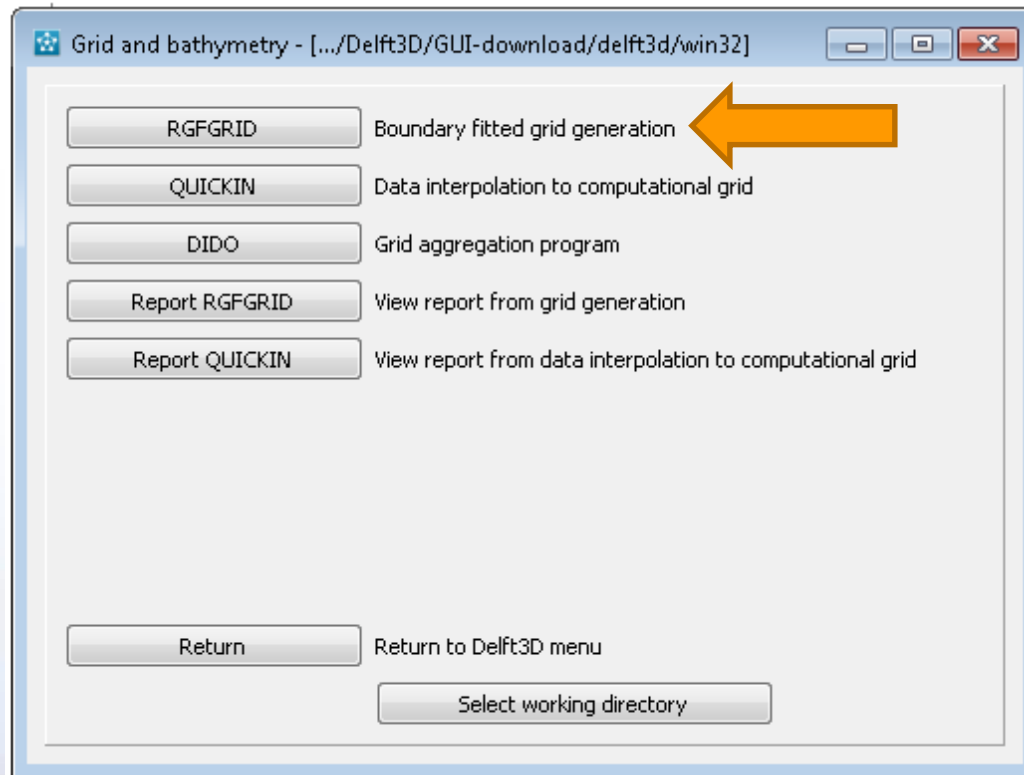 Grid and bathymetry - [.../Delft3D/GUI-download/delft3d/win32]
RGFGRID Boundary fitted grid generation
QUICKIN Data interpolation to computational grid
DIDO Grid aggregation program
Report RGFGRID View report from grid generation
Report QUICKIN View report from data interpolation to computational grid
Return Return to Delft3D menu
Select working directory